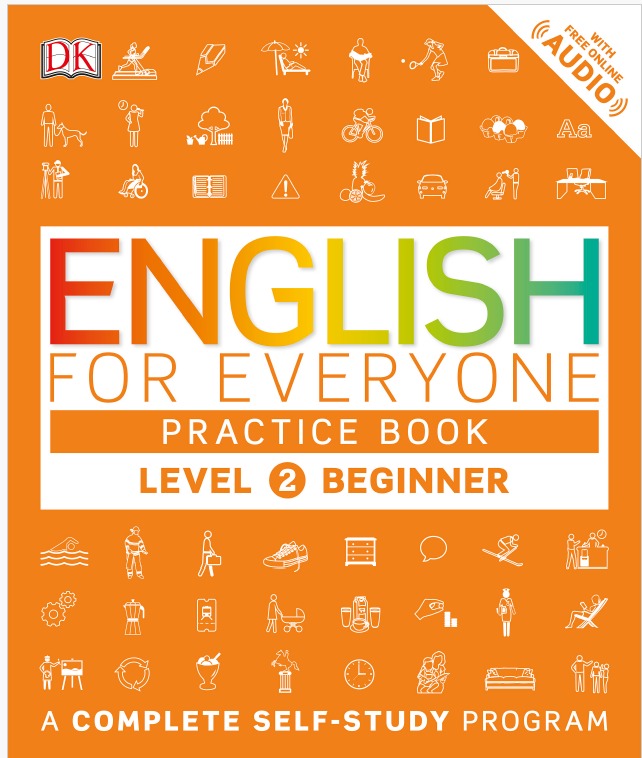 DK
WITH
FREE ONLINE
AUDIO
Aa
ENGLISH
FOR EVERYONE
PRACTICE BOOK
LEVEL 2 BEGINNER
A COMPLETE SELF-STUDY PROGRAM